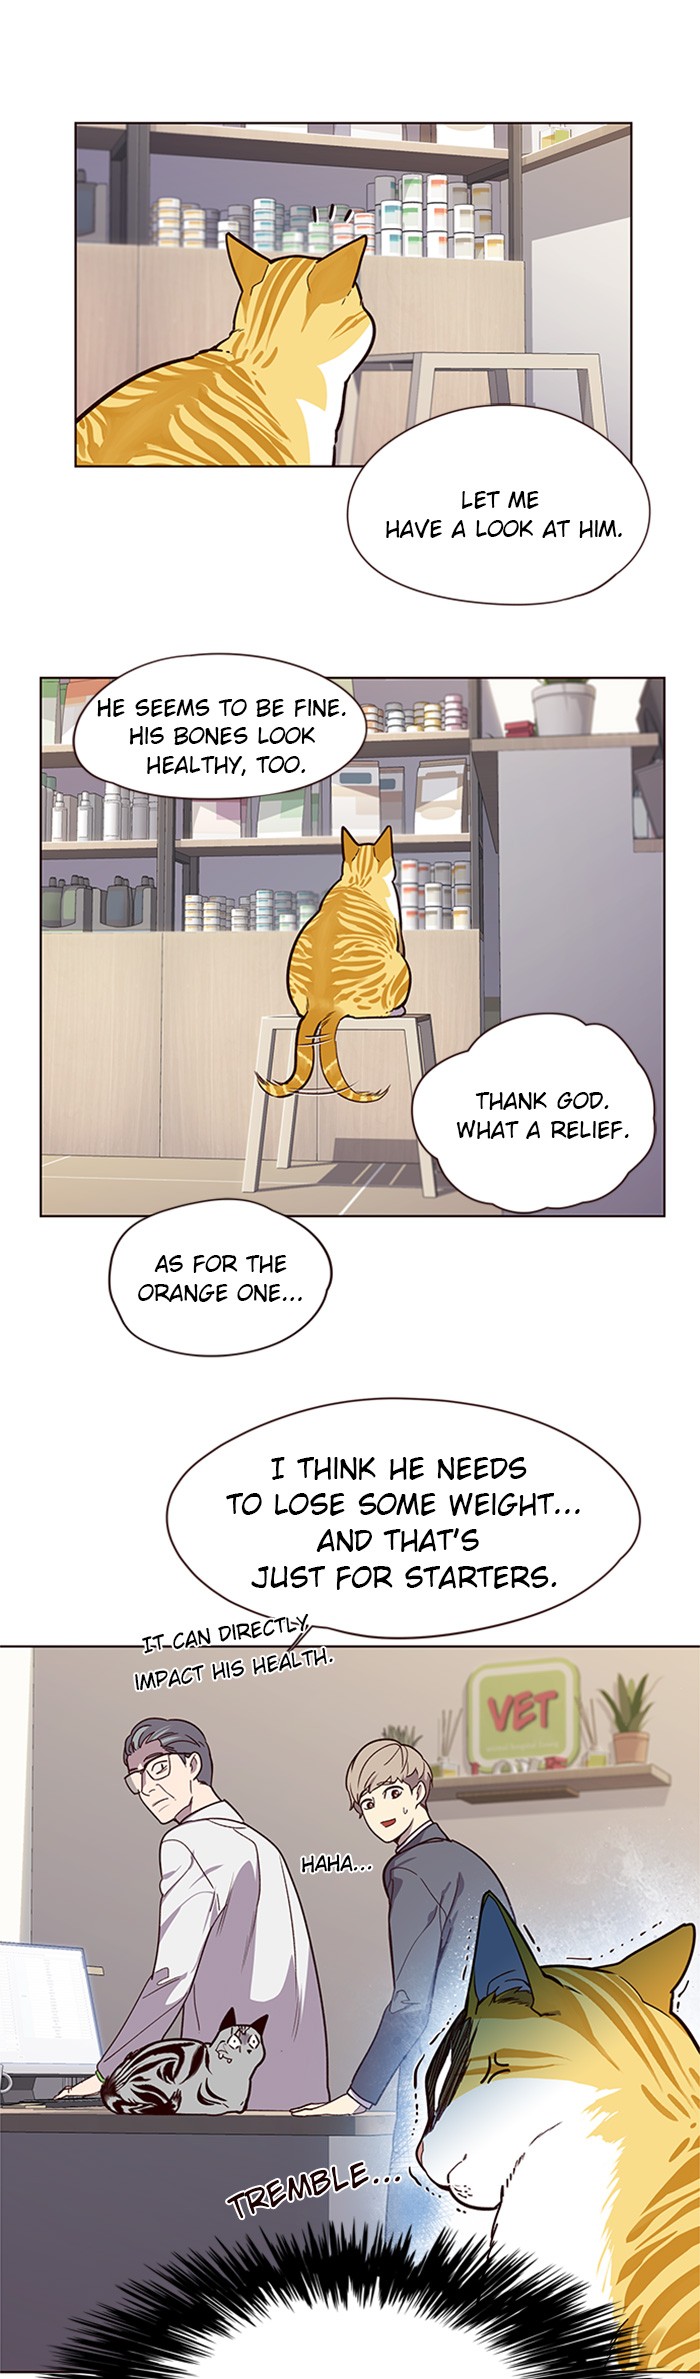 LET ME
HAVE A LOOK AT HIM.
HE SEEMS TO BE FINE.
HIS BONES LOOK
HEALTHY, TOO.
THANK GOD.
WHAT A RELIEF.
AS FOR THE
ORANGE ONE...
I THINK HE NEEDS
TO LOSE SOME WEIGHT...
AND THAT'S
JUST FOR STARTERS.
IT CAN DIRECTLY
IMPACT HIS HEALTH.
VET
HAHA...
TREMBLE...